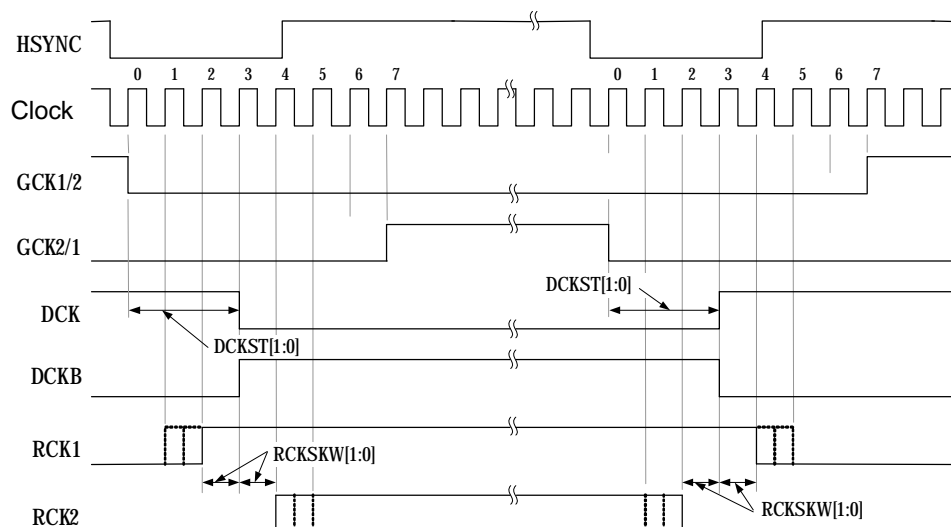 HSYNC
0 1 2 3 4 5 6 7 0 1 2 3 4 5 6 7
Clock
GCK1/2
GCK2/1
DCKST[1:0]
DCK
DCKST[1:0]
DCKB
RCK1
RCKSKW[1:0]
RCKSKW[1:0]
RCK2